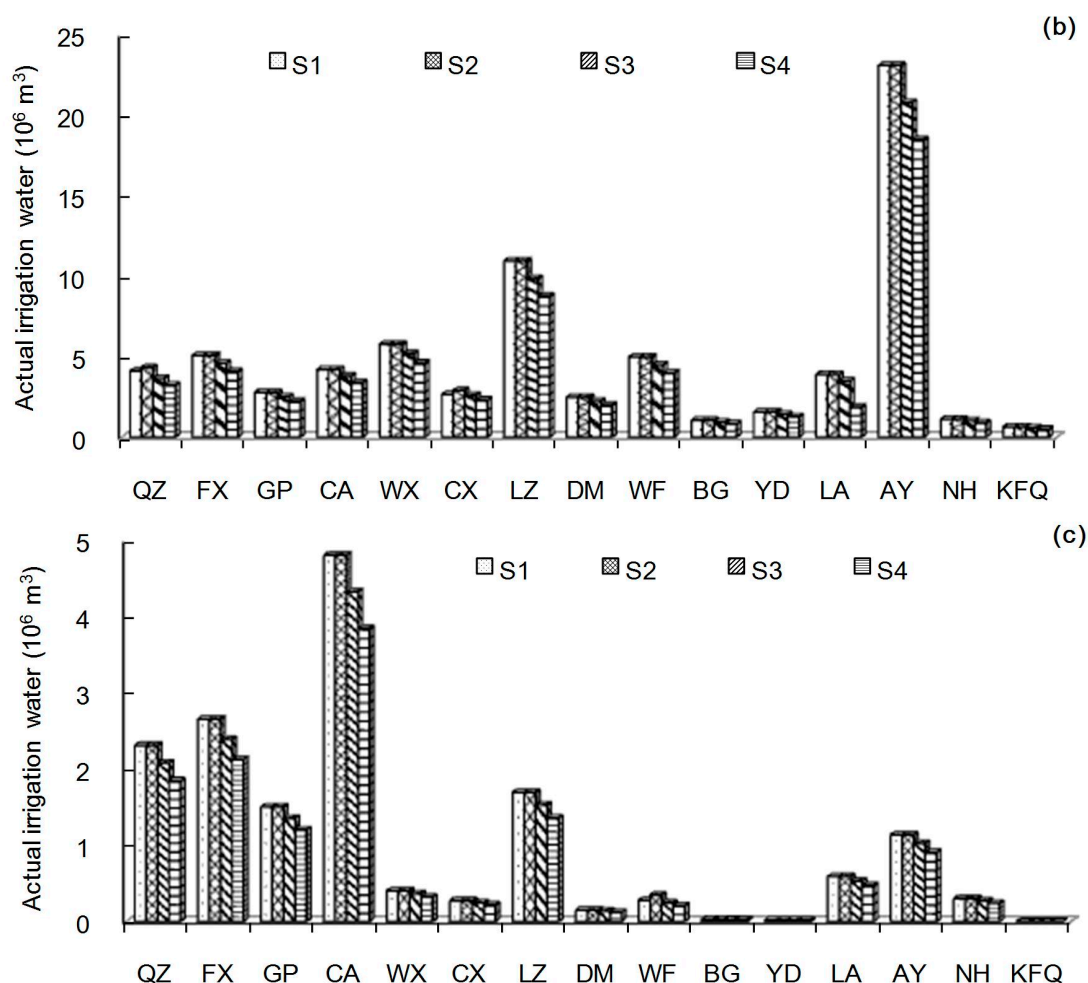 (b)
Actual irrigation water (10⁶ m³)
25
20
15
10
5
0
S1 S2 S3 S4
QZ FX GP CA WX CX LZ DM WF BG YD LA AY NH KFQ
(c)
Actual irrigation water (10⁶ m³)
5
4
3
2
1
0
S1 S2 S3 S4
QZ FX GP CA WX CX LZ DM WF BG YD LA AY NH KFQ